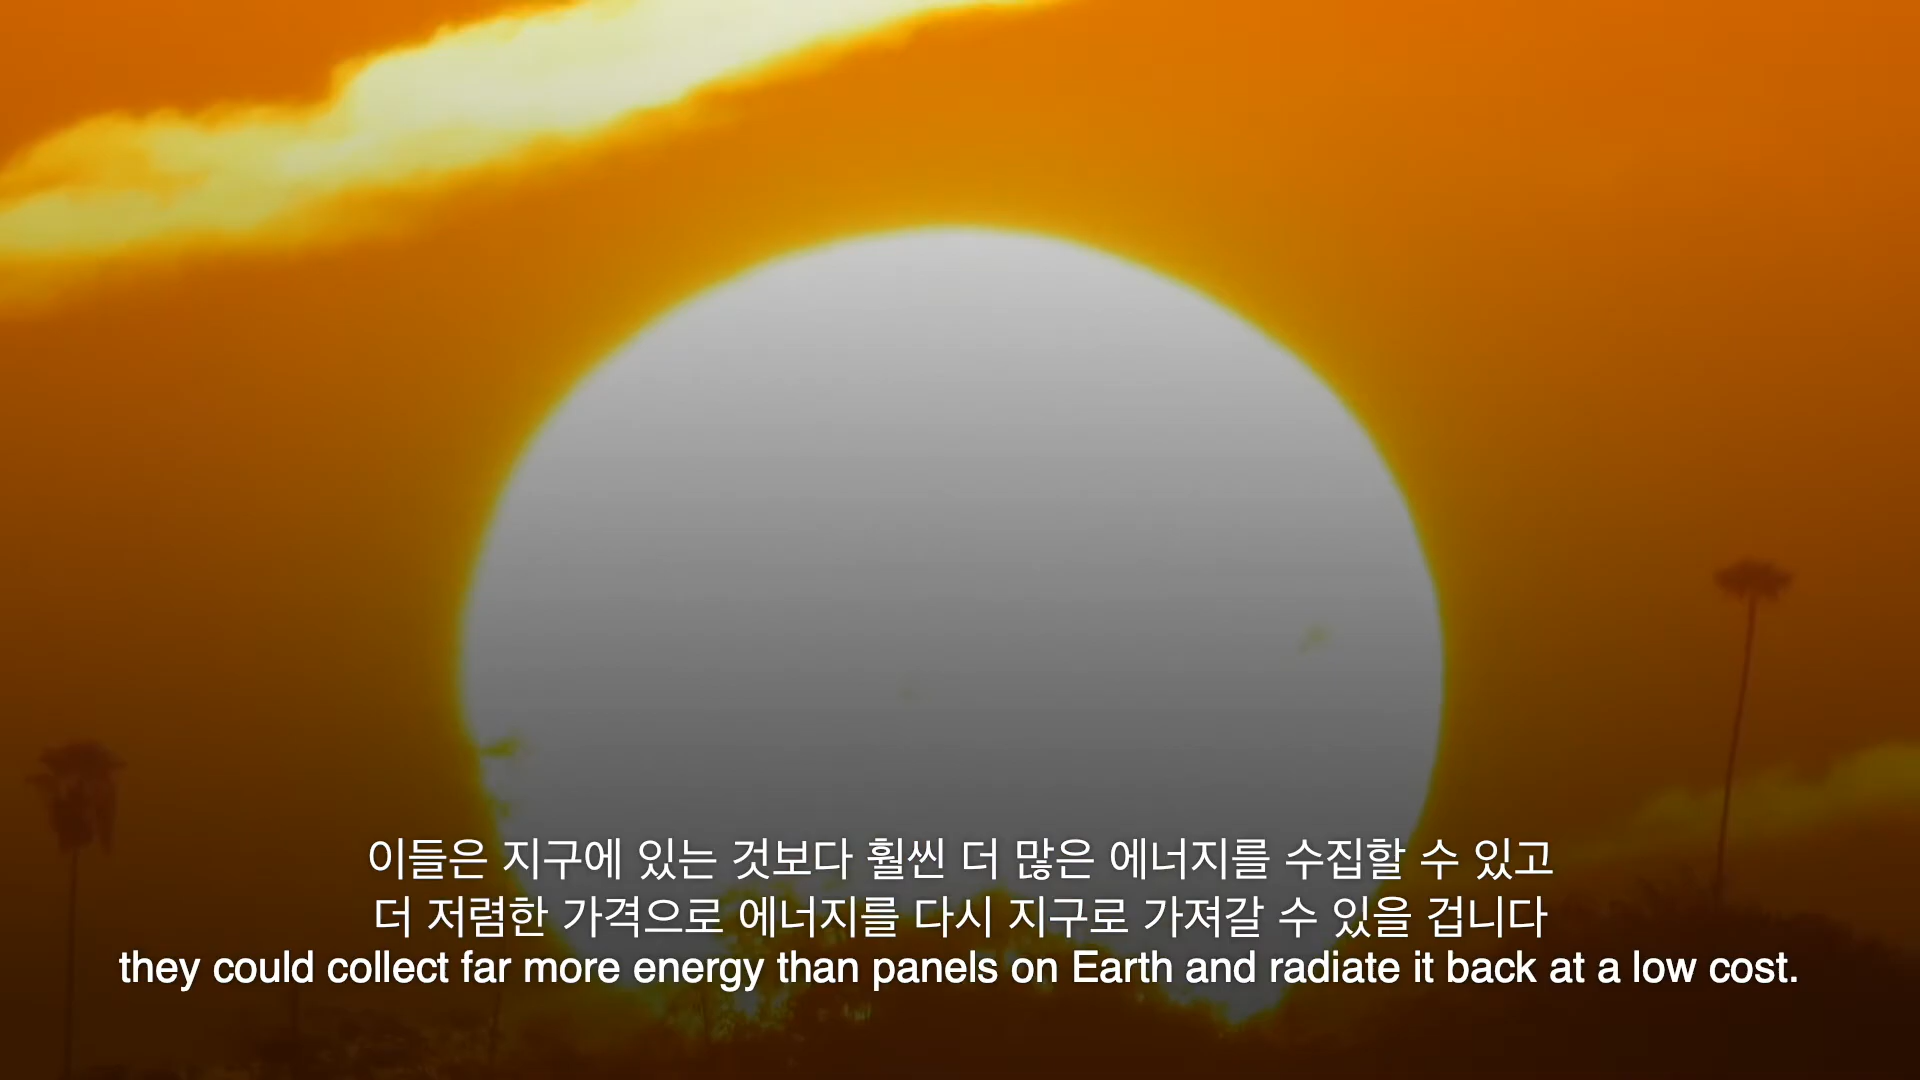 이들은 지구에 있는 것보다 훨씬 더 많은 에너지를 수집할 수 있고
더 저렴한 가격으로 에너지를 다시 지구로 가져갈 수 있을 겁니다
they could collect far more energy than panels on Earth and radiate it back at a low cost.